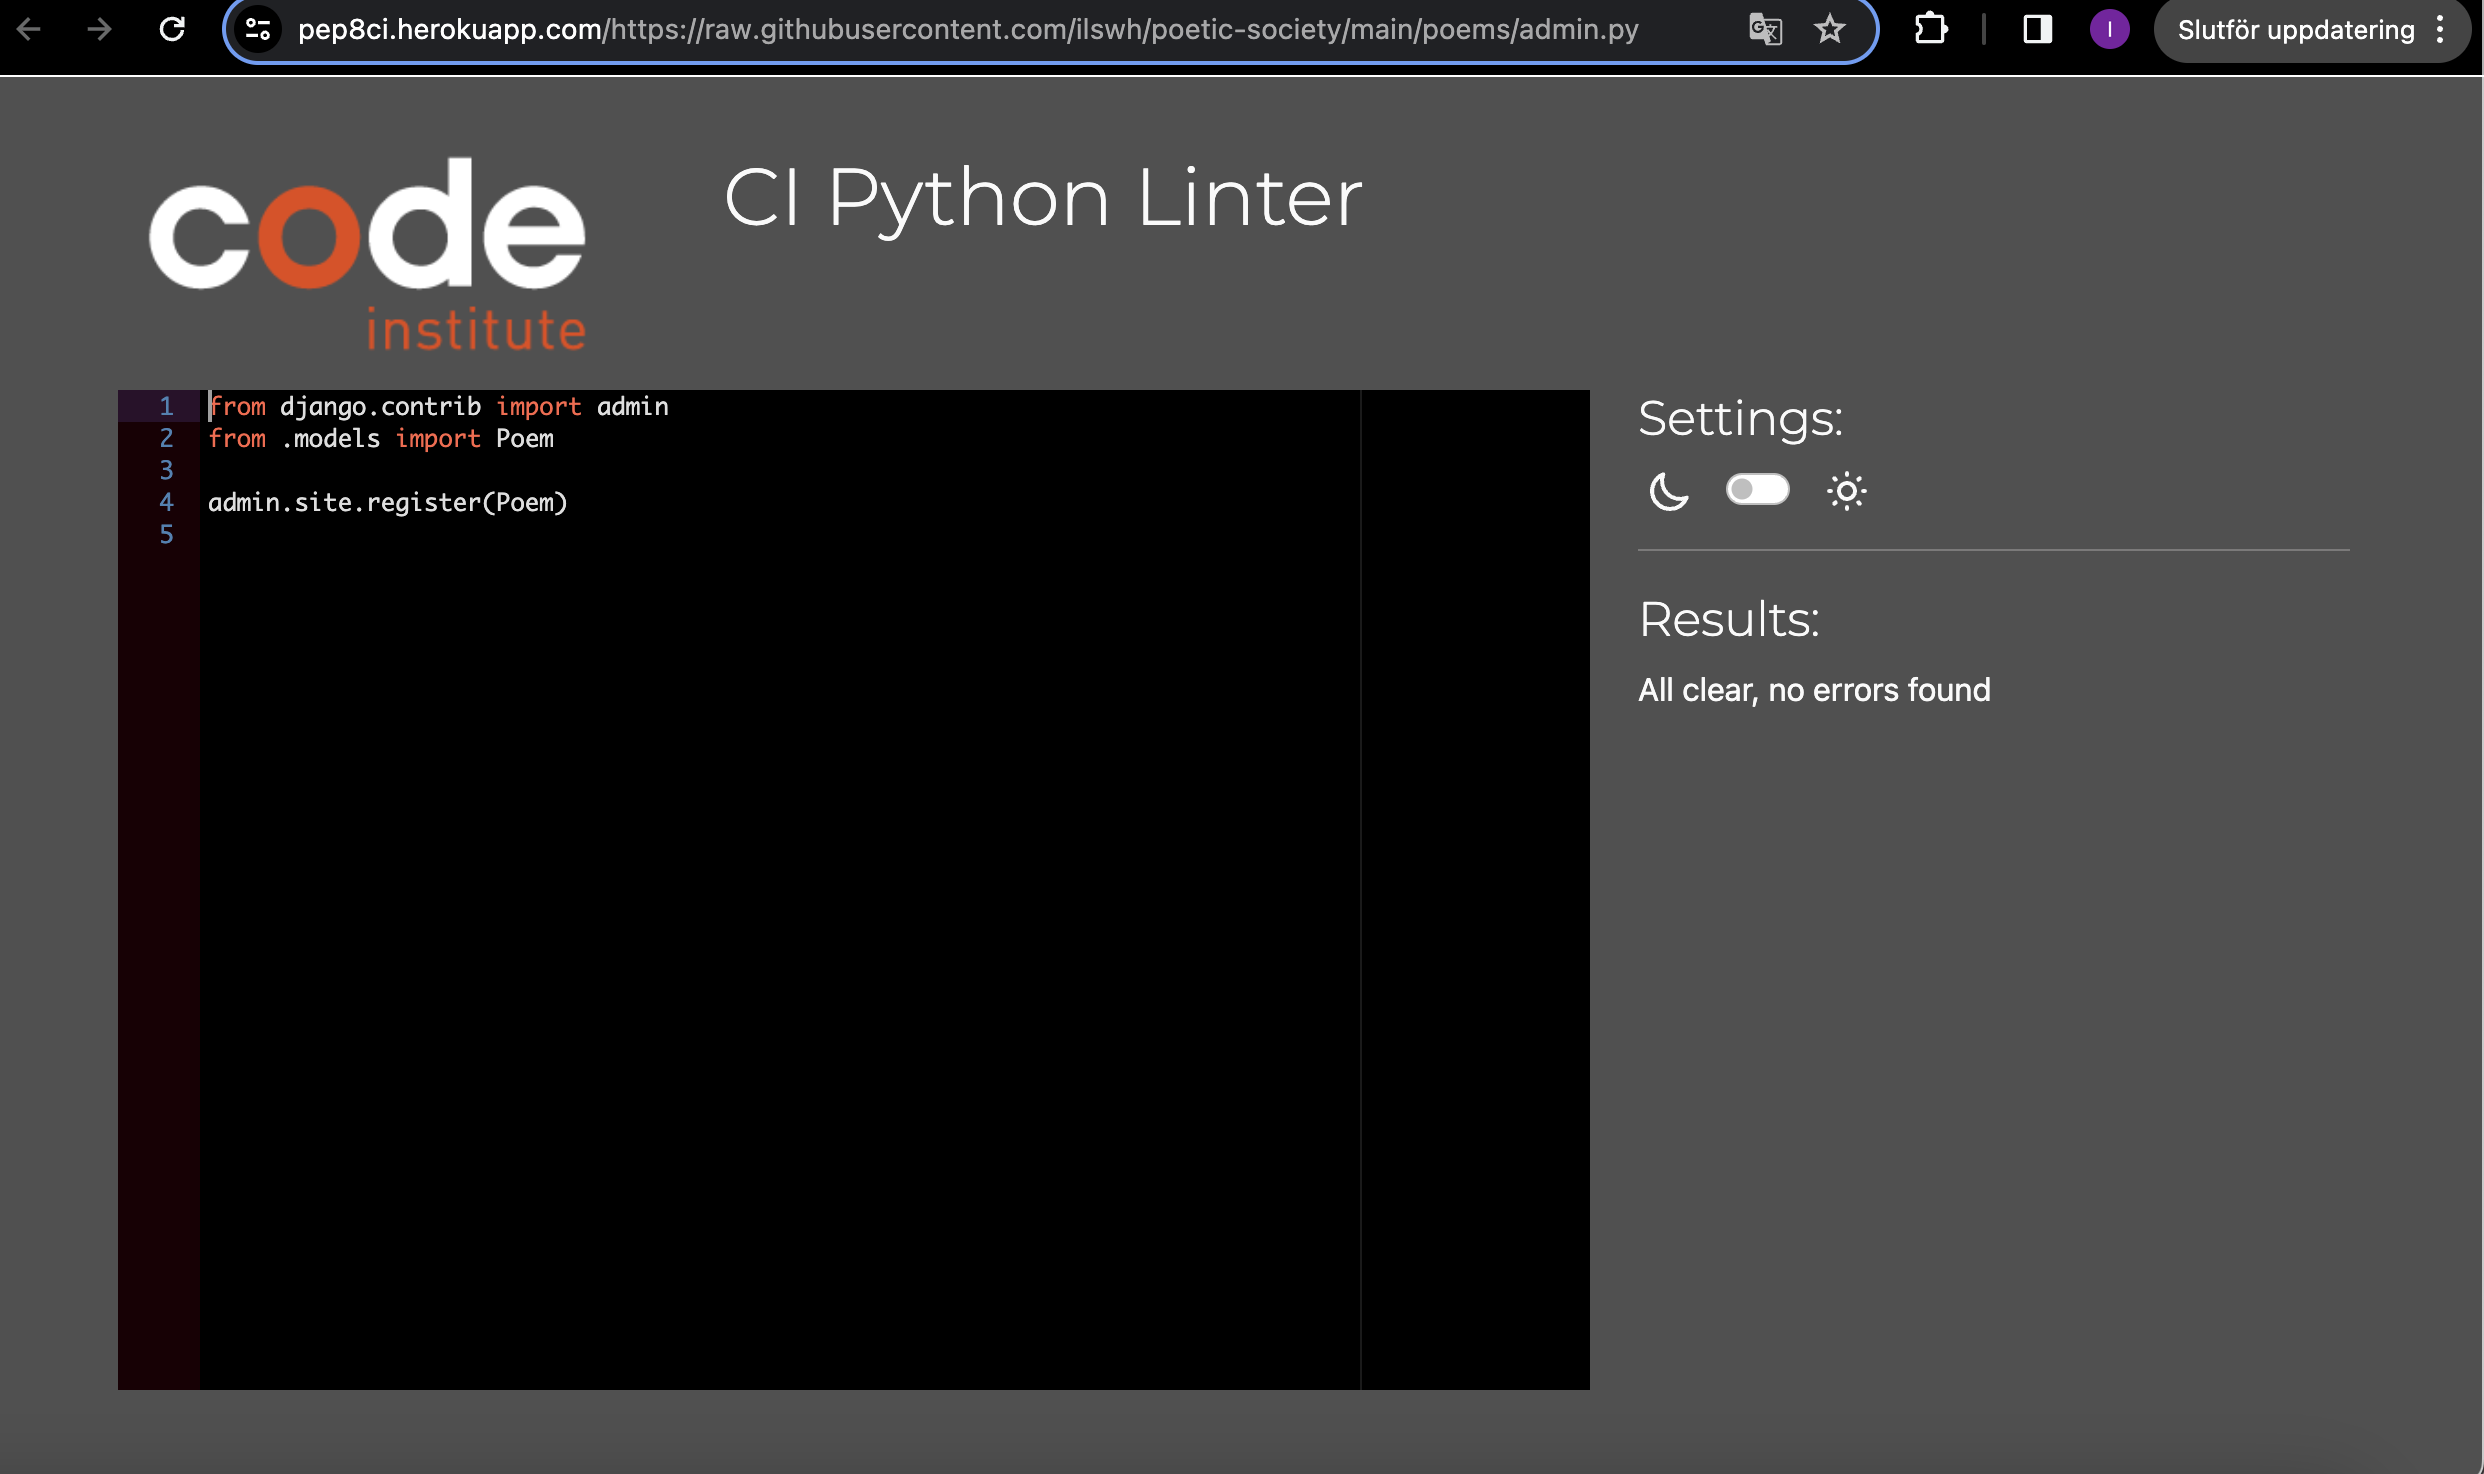 pep8ci.herokuapp.com/https://raw.githubusercontent.com/ilswh/poetic-society/main/poems/admin.py
I
Slutför uppdatering
code
institute
CI Python Linter
1 from django.contrib import admin
2 from .models import Poem
3
4 admin.site.register(Poem)
5
Settings:
Results:
All clear, no errors found